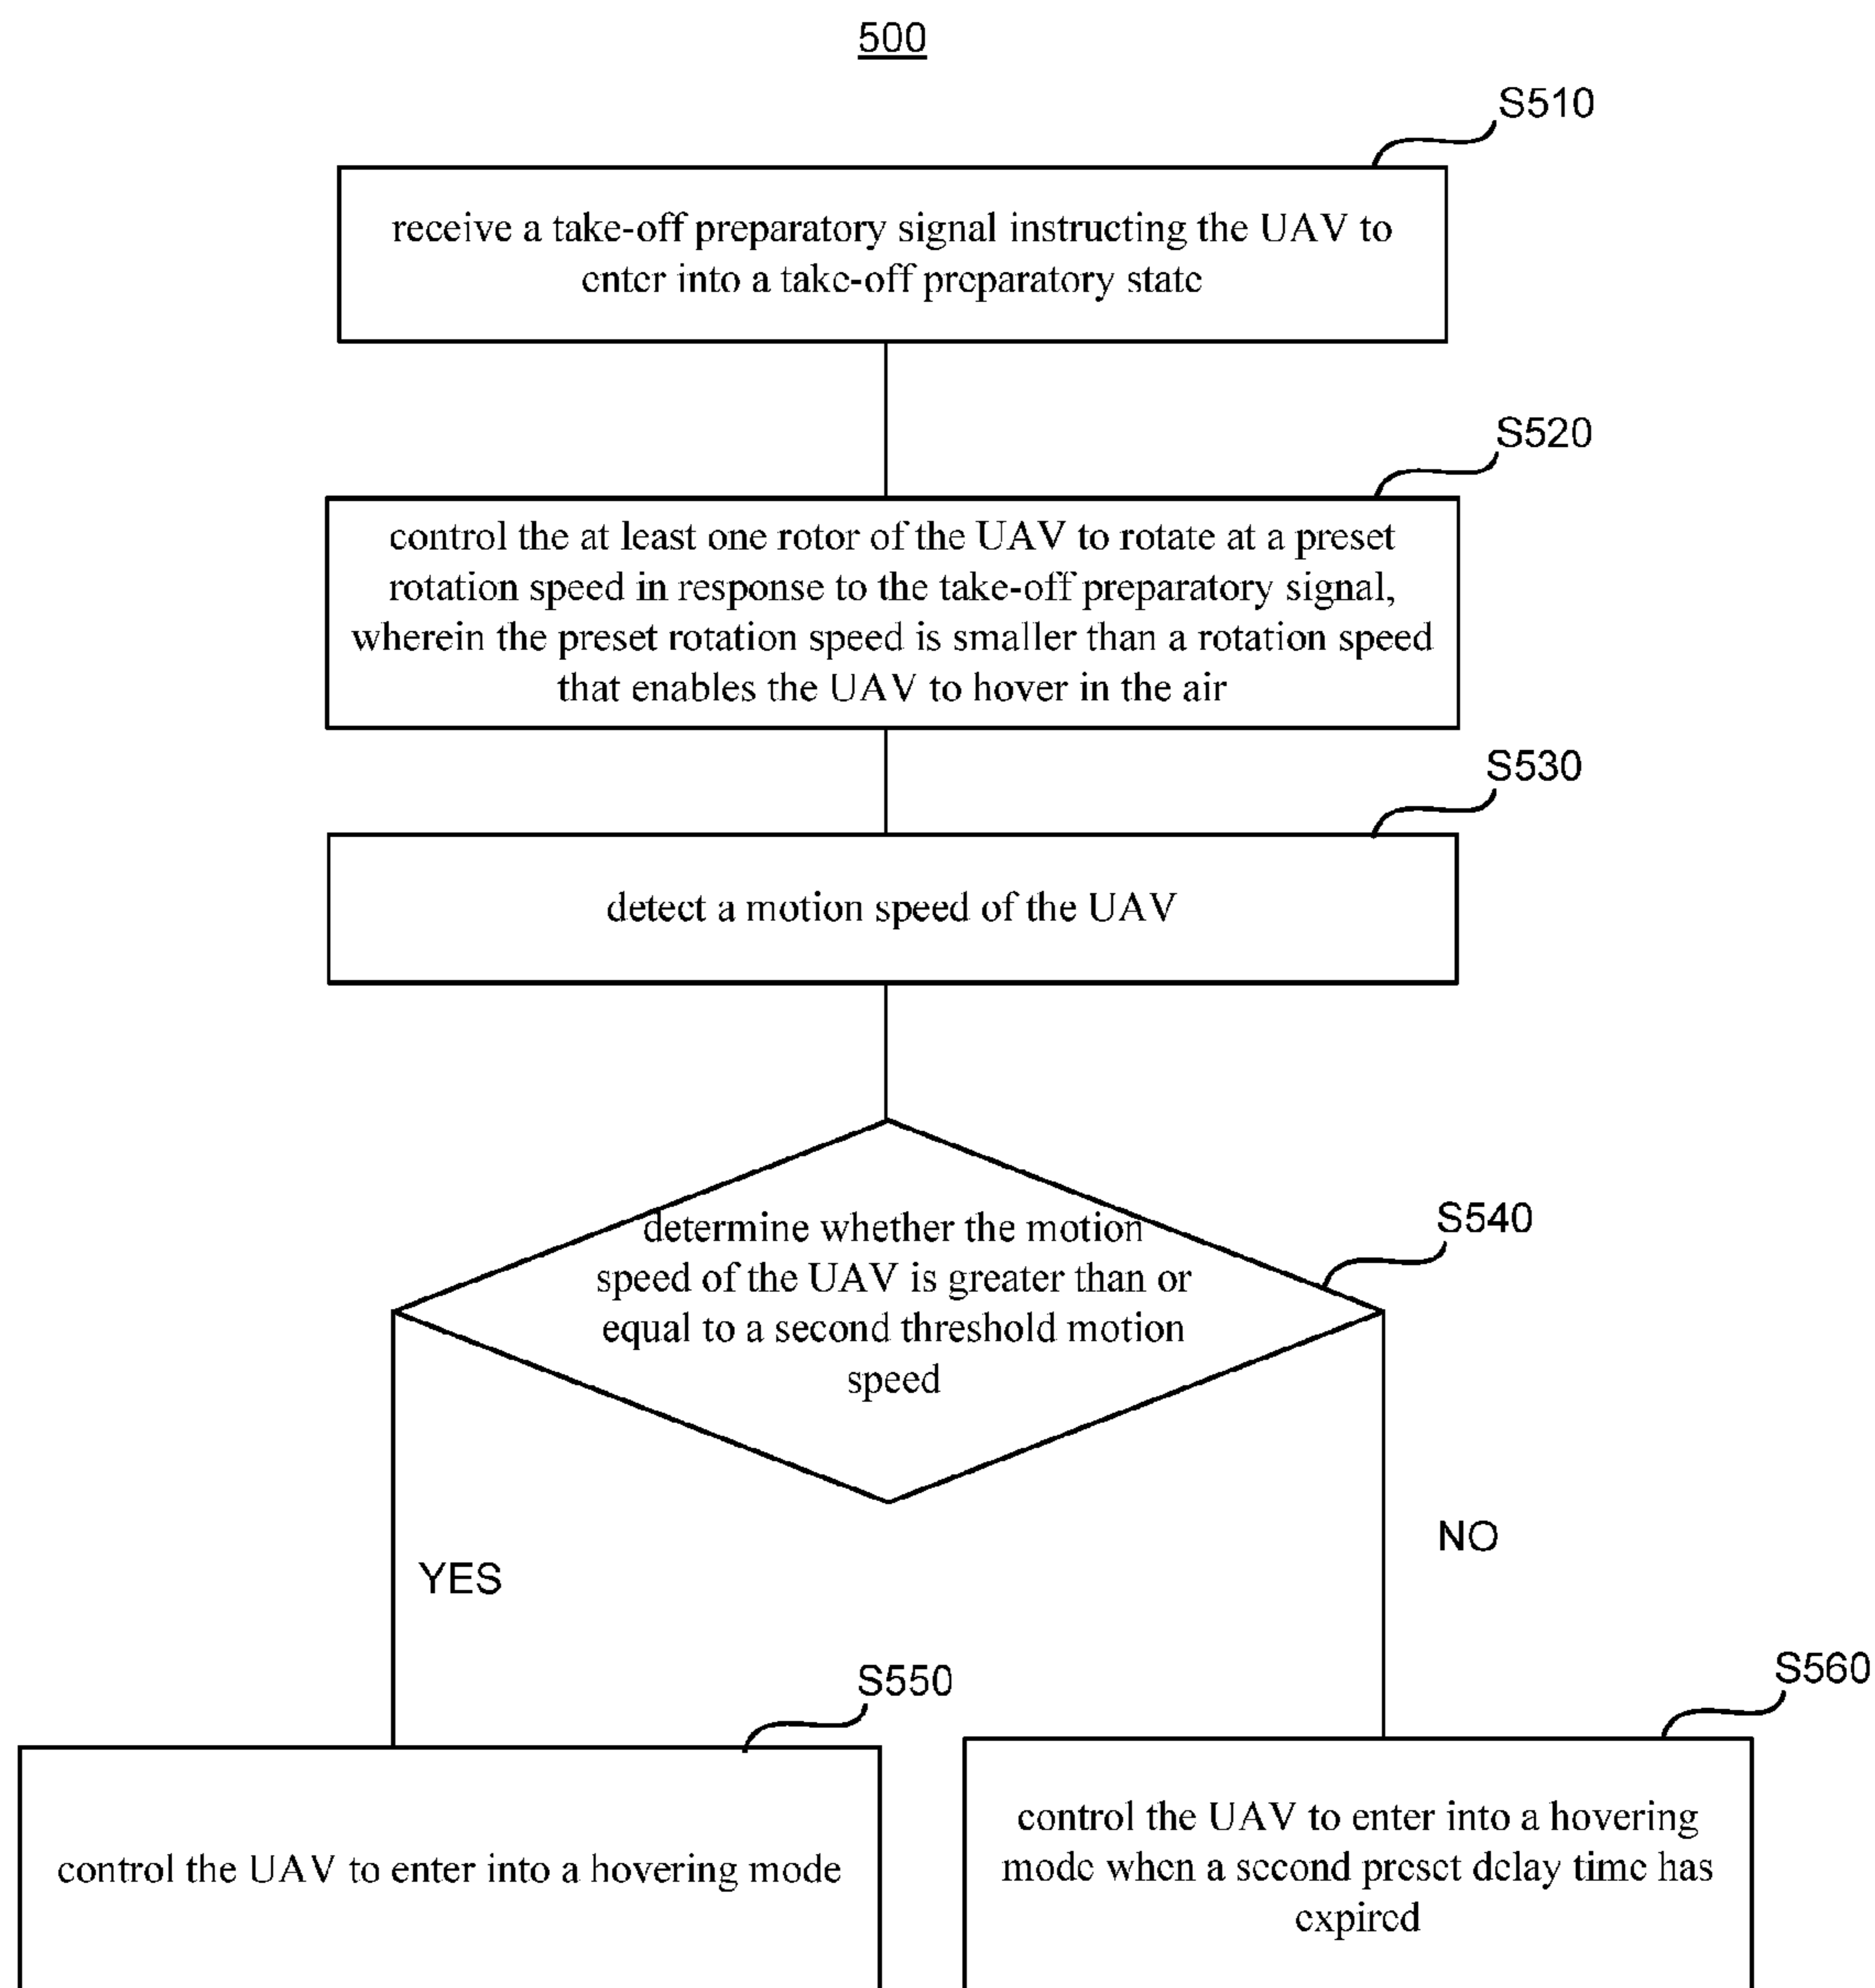 500
S510
receive a take-off preparatory signal instructing the UAV to
enter into a take-off preparatory state
S520
control the at least one rotor of the UAV to rotate at a preset
rotation speed in response to the take-off preparatory signal,
wherein the preset rotation speed is smaller than a rotation speed
that enables the UAV to hover in the air
S530
detect a motion speed of the UAV
S540
determine whether the motion
speed of the UAV is greater than or
equal to a second threshold motion
speed
YES
NO
S550
control the UAV to enter into a hovering mode
S560
control the UAV to enter into a hovering
mode when a second preset delay time has
expired